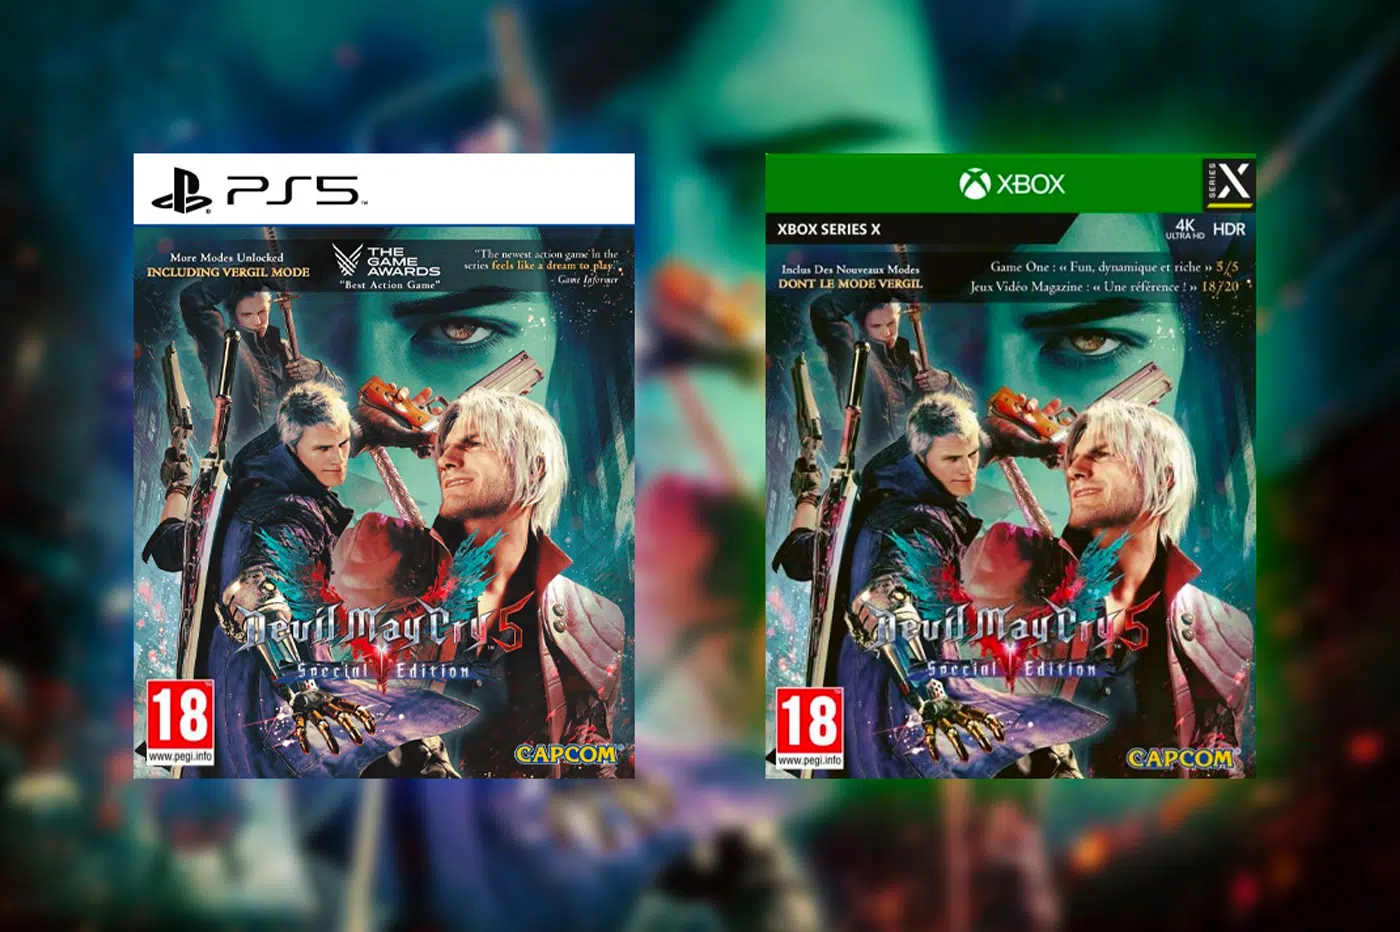 PS5
More Modes Unlocked
INCLUDING VERGIL MODE
THE
GAME
AWARDS
"Best Action Game"
"The newest action game in the
series feels like a dream to play."
- Game Informer
Devil May Cry 5
Special Edition
18
www.pegi.info
CAPCOM
XBOX
SERIES X
XBOX SERIES X
4K
ULTRA HD
HDR
Inclus Des Nouveaux Modes
DONT LE MODE VERGIL
Game One : « Fun, dynamique et riche » 5/5
Jeux Vidéo Magazine : « Une référence ! » 18/20
Devil May Cry 5
Special Edition
18
www.pegi.info
CAPCOM